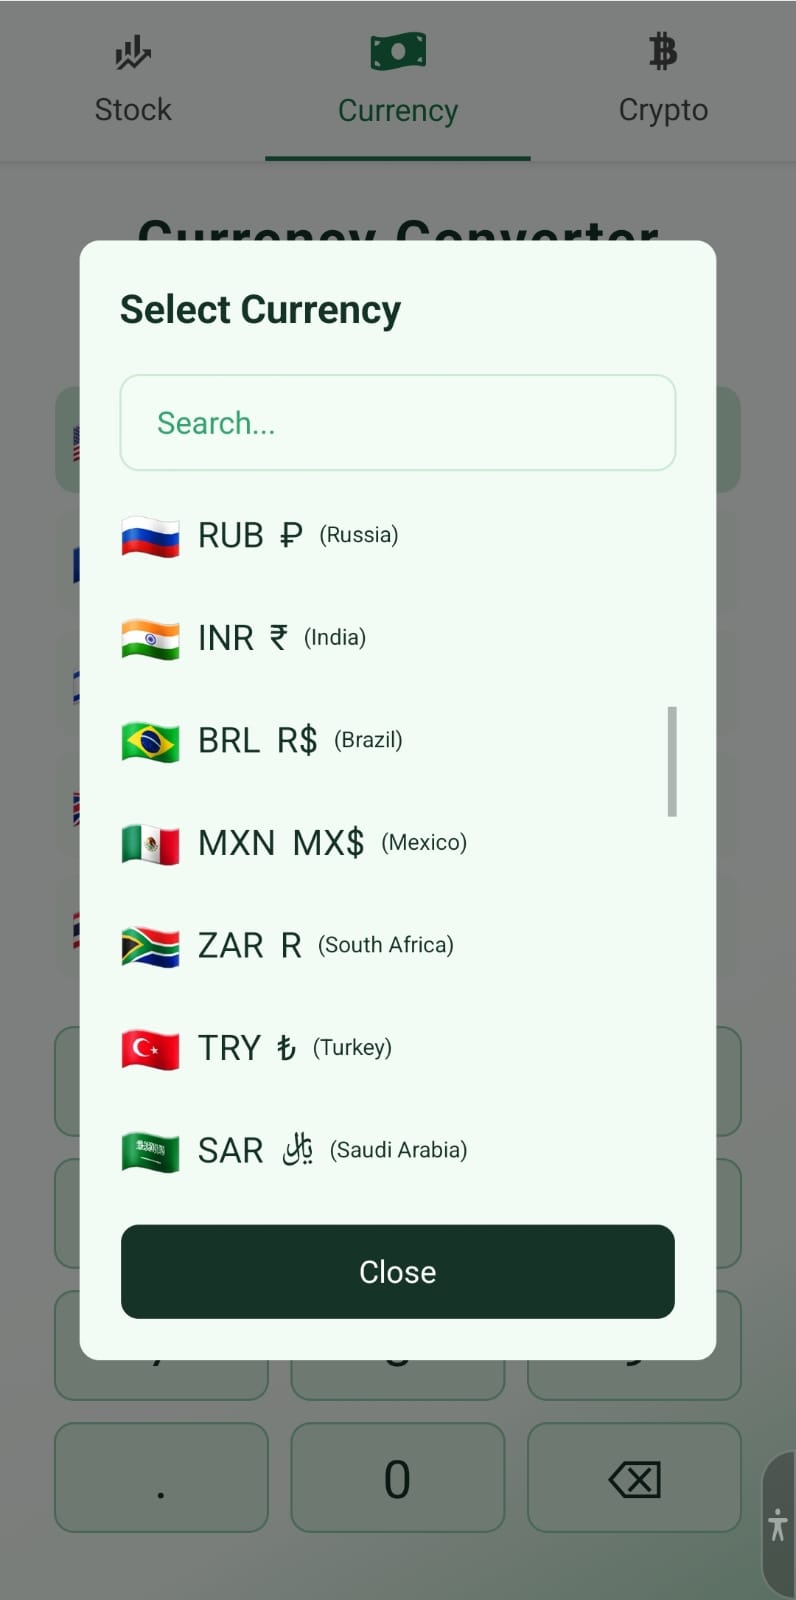 Stock
Currency
Crypto
Currency Converter
Select Currency
Search...
RUB ₽ (Russia)
INR ₹ (India)
BRL R$ (Brazil)
MXN MX$ (Mexico)
ZAR R (South Africa)
TRY ₺ (Turkey)
SAR ﷼ (Saudi Arabia)
Close
. 0